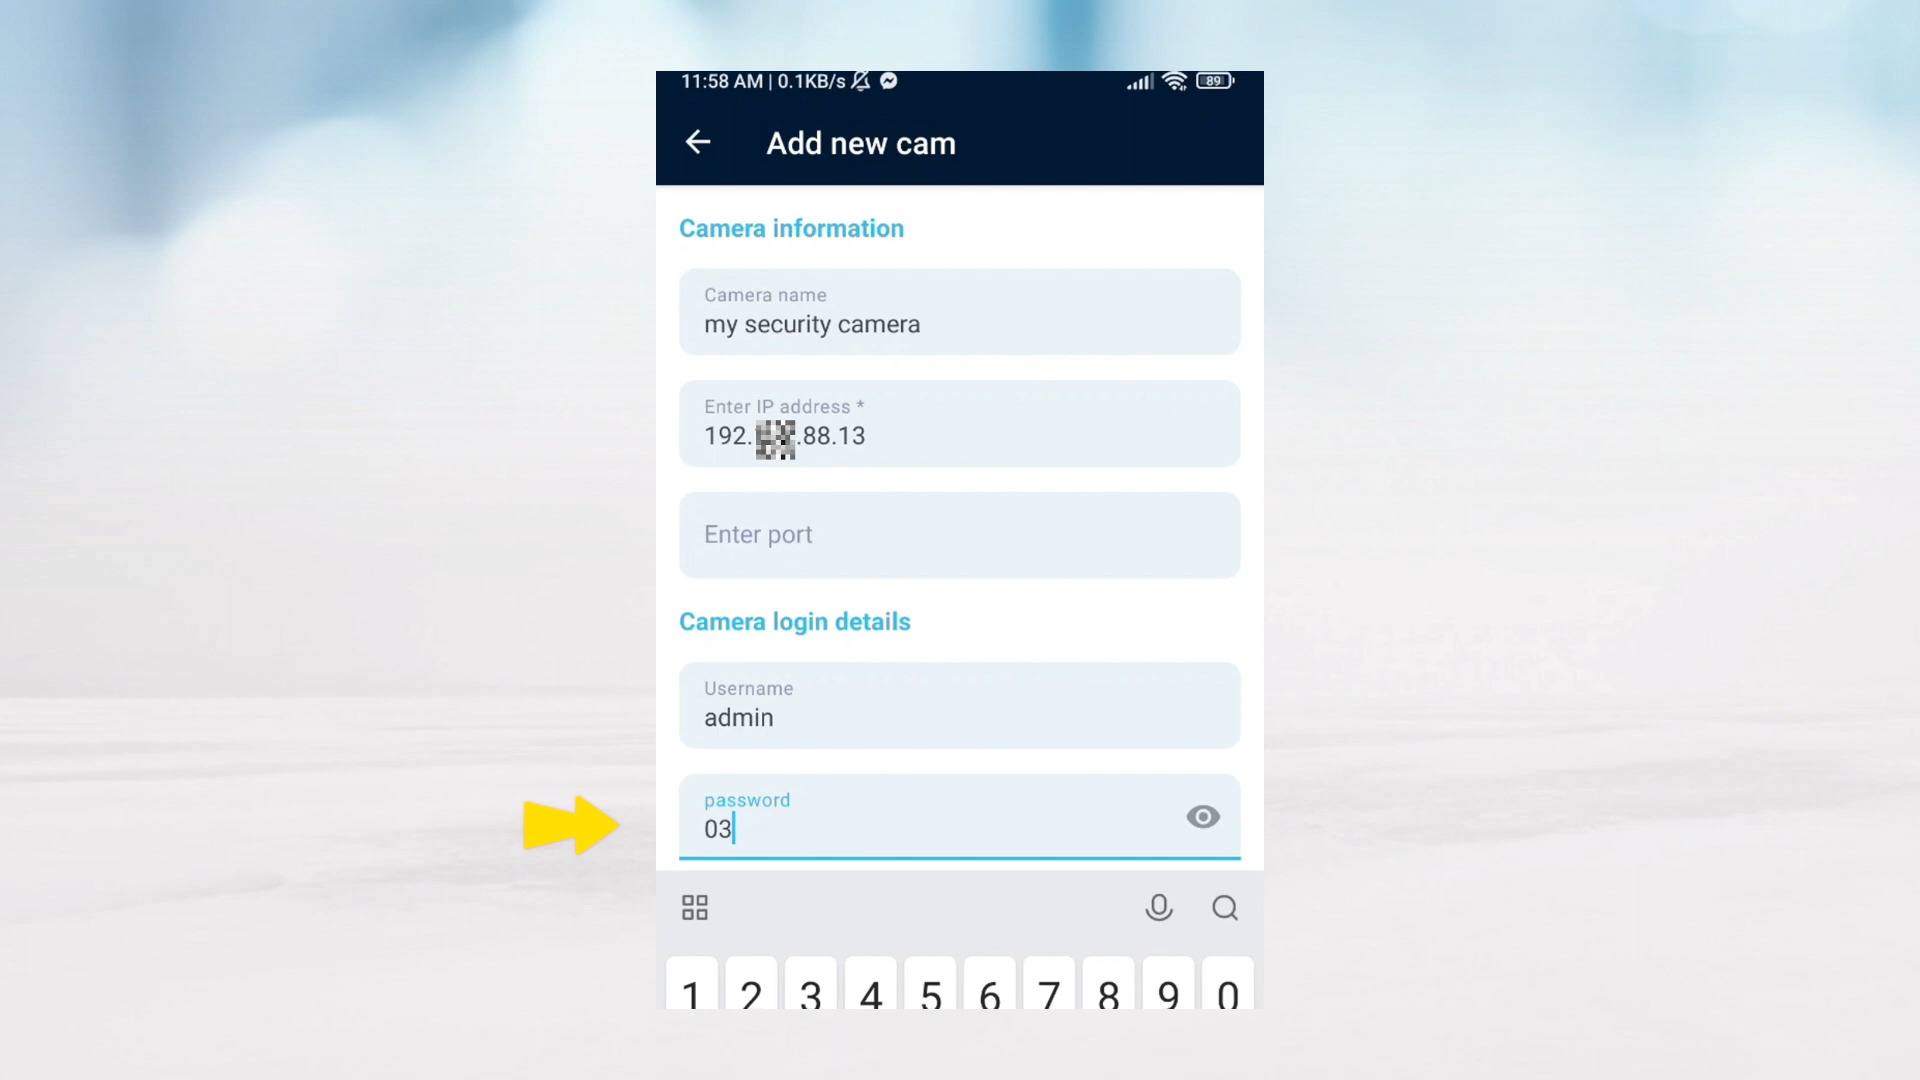 11:58 AM | 0.1KB/s
89
Add new cam
Camera information
Camera name
my security camera
Enter IP address *
192. .88.13
Enter port
Camera login details
Username
admin
password
03
1 2 3 4 5 6 7 8 9 0